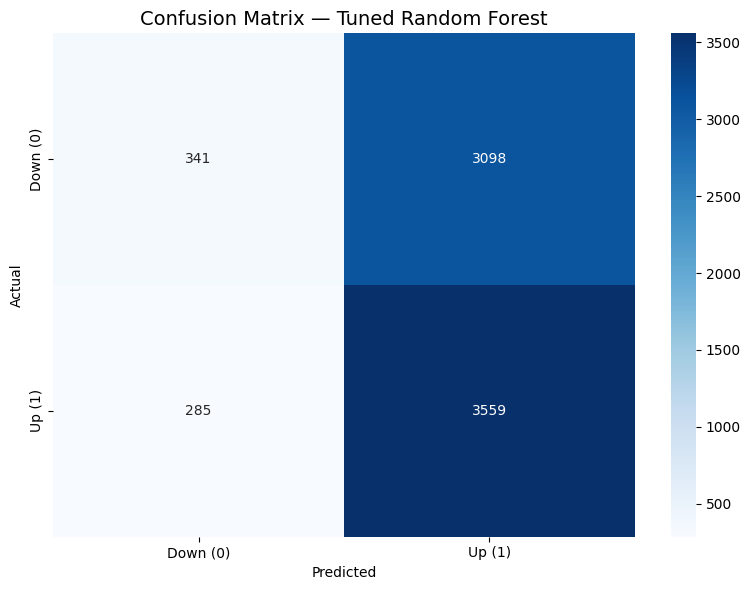 Confusion Matrix — Tuned Random Forest
Down (0)
341
3098
Up (1)
285
3559
Actual
Down (0)
Up (1)
Predicted
3500
3000
2500
2000
1500
1000
500